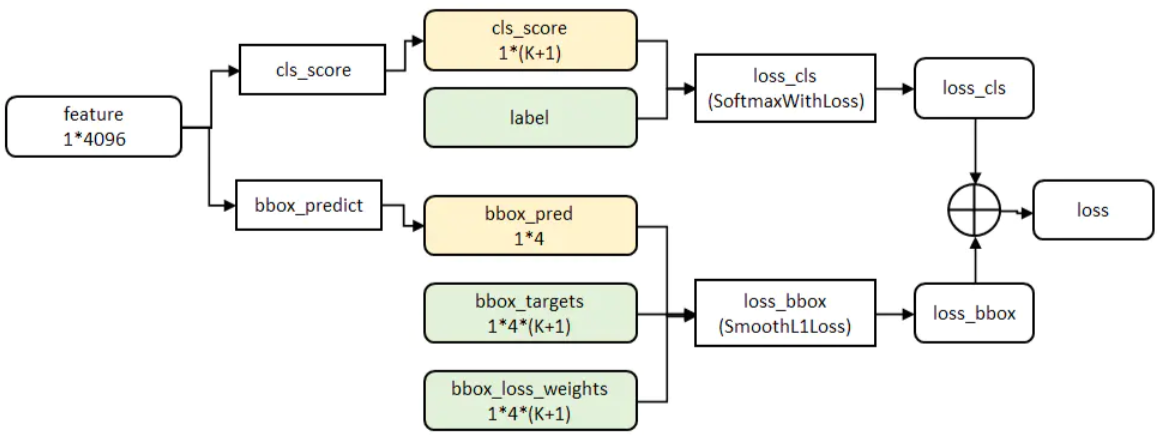 feature
1*4096
cls_score
bbox_predict
cls_score
1*(K+1)
label
bbox_pred
1*4
bbox_targets
1*4*(K+1)
bbox_loss_weights
1*4*(K+1)
loss_cls
(SoftmaxWithLoss)
loss_bbox
(SmoothL1Loss)
loss_cls
loss_bbox
loss